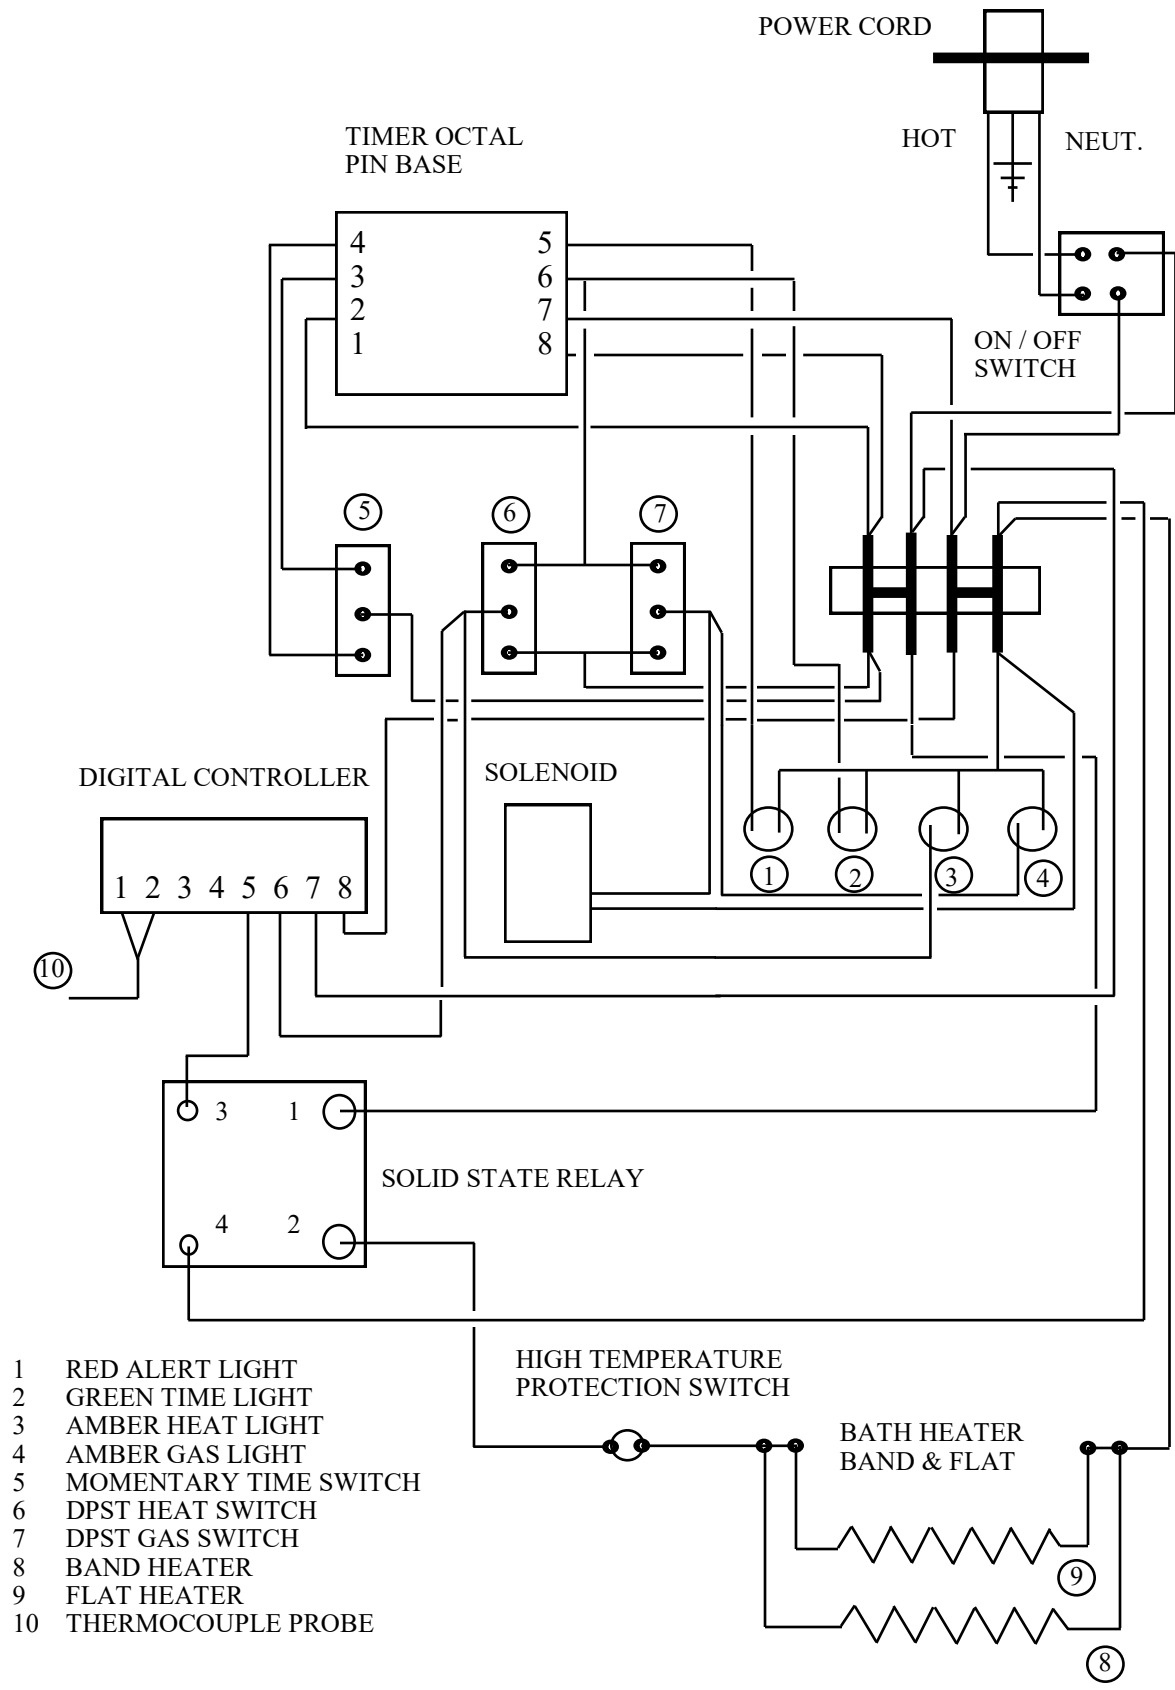 POWER CORD
HOT
NEUT.
TIMER OCTAL
PIN BASE
4 5
3 6
2 7
1 8
ON / OFF
SWITCH
5
6
7
DIGITAL CONTROLLER
1 2 3 4 5 6 7 8
SOLENOID
1
2
3
4
10
3 1
4 2
SOLID STATE RELAY
HIGH TEMPERATURE
PROTECTION SWITCH
BATH HEATER
BAND & FLAT
9
8
1 RED ALERT LIGHT
2 GREEN TIME LIGHT
3 AMBER HEAT LIGHT
4 AMBER GAS LIGHT
5 MOMENTARY TIME SWITCH
6 DPST HEAT SWITCH
7 DPST GAS SWITCH
8 BAND HEATER
9 FLAT HEATER
10 THERMOCOUPLE PROBE